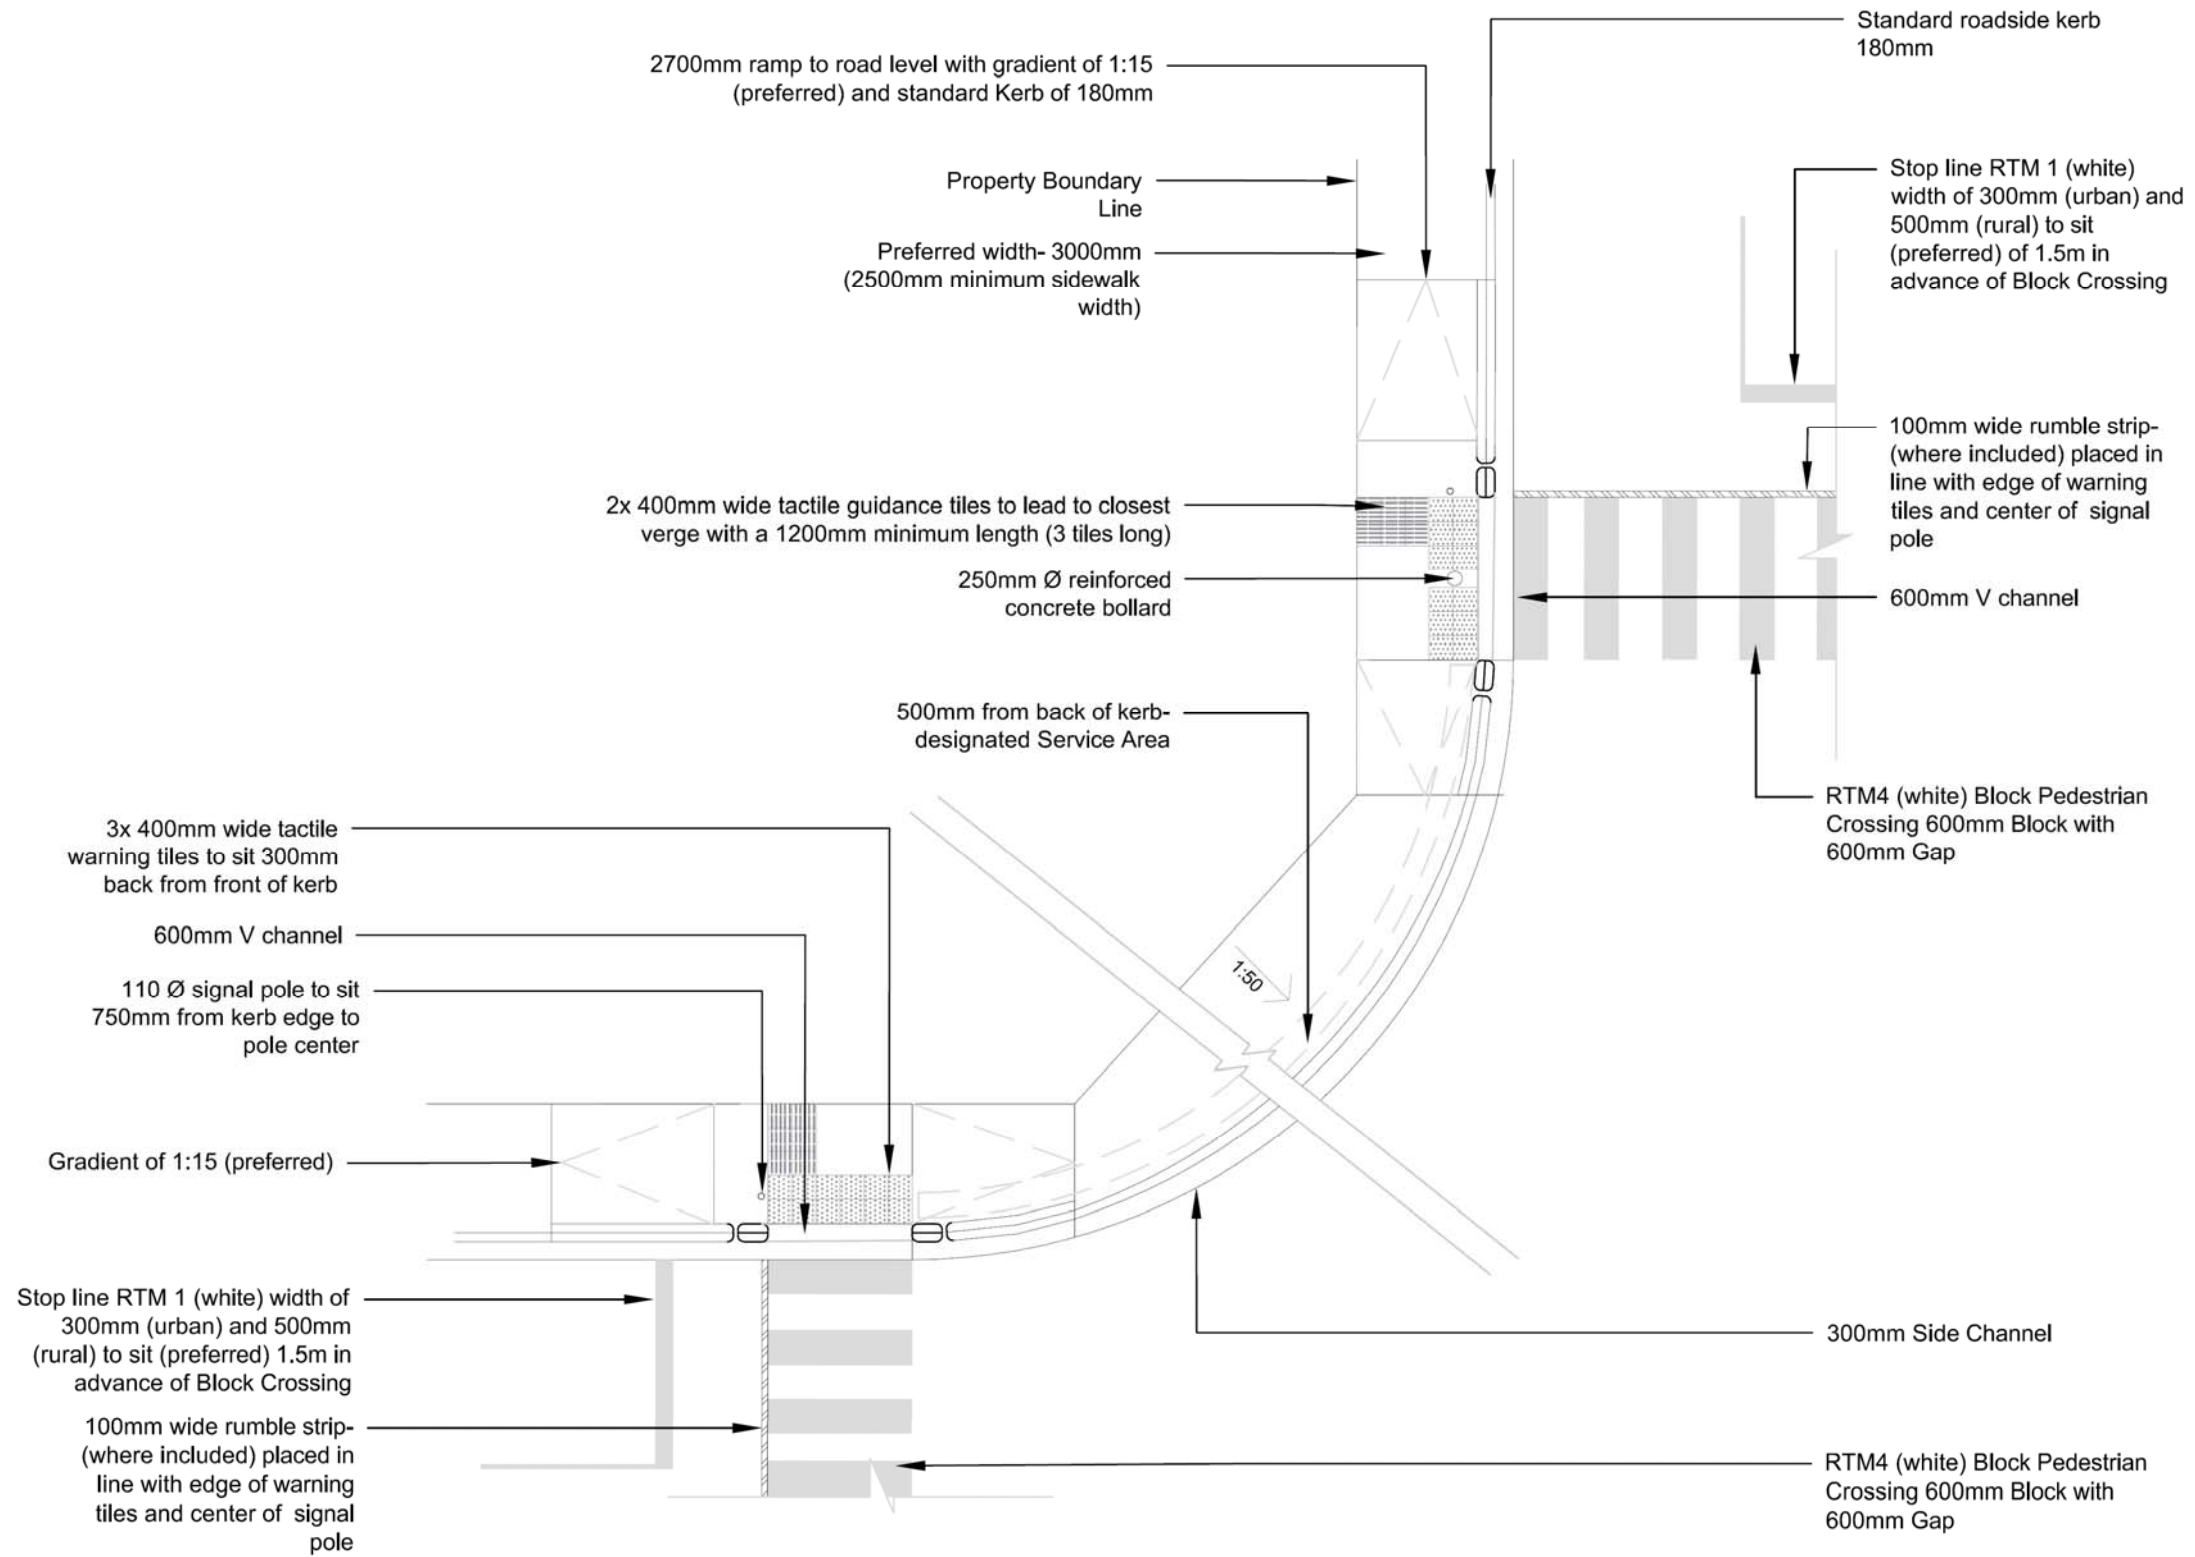 Standard roadside kerb
180mm
2700mm ramp to road level with gradient of 1:15
(preferred) and standard Kerb of 180mm
Property Boundary
Line
Preferred width- 3000mm
(2500mm minimum sidewalk
width)
Stop line RTM 1 (white)
width of 300mm (urban) and
500mm (rural) to sit
(preferred) of 1.5m in
advance of Block Crossing
100mm wide rumble strip-
(where included) placed in
line with edge of warning
tiles and center of signal
pole
2x 400mm wide tactile guidance tiles to lead to closest
verge with a 1200mm minimum length (3 tiles long)
250mm Ø reinforced
concrete bollard
600mm V channel
500mm from back of kerb-
designated Service Area
RTM4 (white) Block Pedestrian
Crossing 600mm Block with
600mm Gap
3x 400mm wide tactile
warning tiles to sit 300mm
back from front of kerb
600mm V channel
110 Ø signal pole to sit
750mm from kerb edge to
pole center
1:50
Gradient of 1:15 (preferred)
Stop line RTM 1 (white) width of
300mm (urban) and 500mm
(rural) to sit (preferred) 1.5m in
advance of Block Crossing
300mm Side Channel
100mm wide rumble strip-
(where included) placed in
line with edge of warning
tiles and center of signal
pole
RTM4 (white) Block Pedestrian
Crossing 600mm Block with
600mm Gap